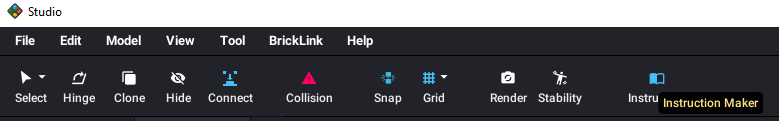 Studio
File Edit Model View Tool BrickLink Help
Select Hinge Clone Hide Connect Collision Snap Grid Render Stability Instru
Instruction Maker